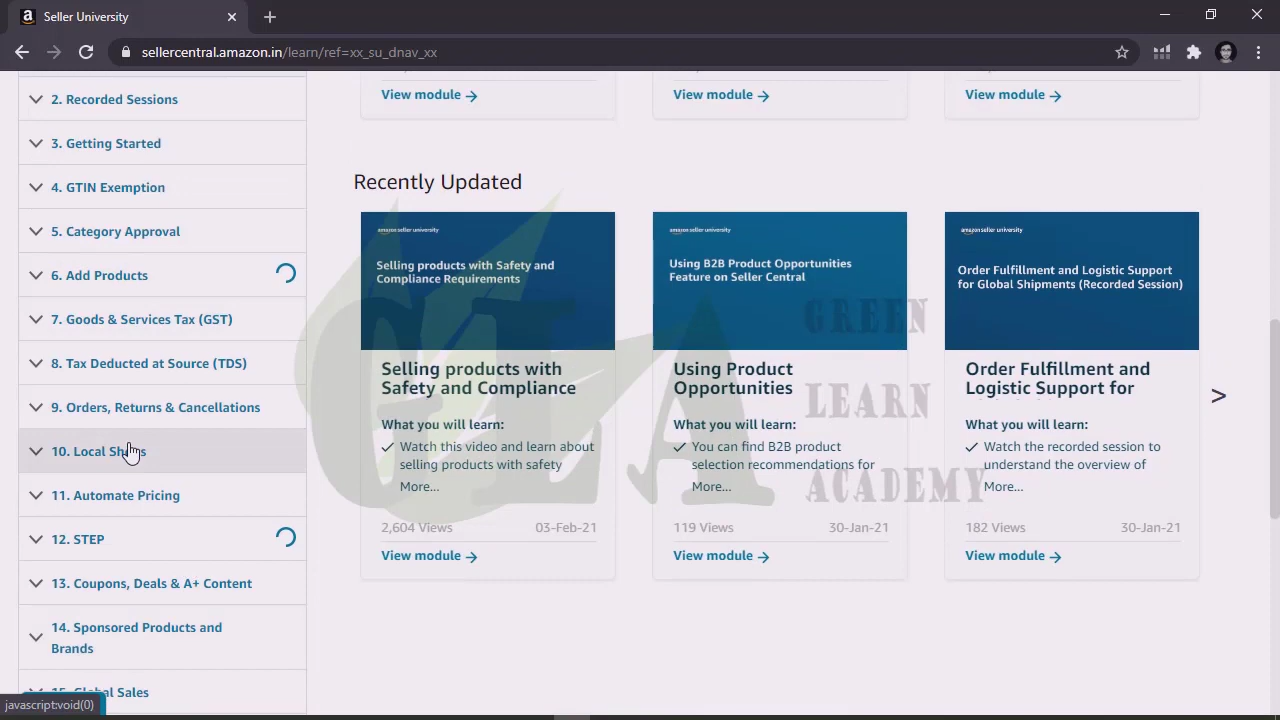 Seller University
sellercentral.amazon.in/learn/ref=xx_su_dnav_xx
2. Recorded Sessions
3. Getting Started
4. GTIN Exemption
5. Category Approval
6. Add Products
7. Goods & Services Tax (GST)
8. Tax Deducted at Source (TDS)
9. Orders, Returns & Cancellations
10. Local Shops
11. Automate Pricing
12. STEP
13. Coupons, Deals & A+ Content
14. Sponsored Products and
Brands
15. Global Sales
javascript:void(0)
View module
View module
View module
Recently Updated
amazon seller university
Selling products with Safety and
Compliance Requirements
Selling products with
Safety and Compliance
What you will learn:
Watch this video and learn about
selling products with safety
More...
2,604 Views 03-Feb-21
View module
amazon seller university
Using B2B Product Opportunities
Feature on Seller Central
Using Product
Opportunities
What you will learn:
You can find B2B product
selection recommendations for
More...
119 Views 30-Jan-21
View module
amazon seller university
Order Fulfillment and Logistic Support
for Global Shipments (Recorded Session)
Order Fulfillment and
Logistic Support for
What you will learn:
Watch the recorded session to
understand the overview of
More...
182 Views 30-Jan-21
View module
GLA
GREEN
LEARN
ACADEMY